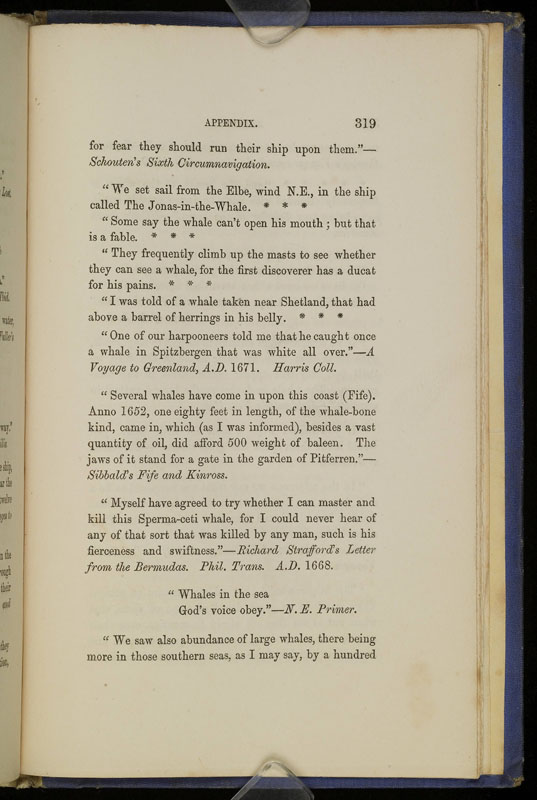 APPENDIX. 319
for fear they should run their ship upon them."—
Schouten's Sixth Circumnavigation.
"We set sail from the Elbe, wind N.E., in the ship
called The Jonas-in-the-Whale. * * *
"Some say the whale can't open his mouth ; but that
is a fable. * * *
"They frequently climb up the masts to see whether
they can see a whale, for the first discoverer has a ducat
for his pains. * * *
"I was told of a whale taken near Shetland, that had
above a barrel of herrings in his belly. * * *
"One of our harpooneers told me that he caught once
a whale in Spitzbergen that was white all over."—A
Voyage to Greenland, A.D. 1671. Harris Coll.
"Several whales have come in upon this coast (Fife).
Anno 1652, one eighty feet in length, of the whale-bone
kind, came in, which (as I was informed), besides a vast
quantity of oil, did afford 500 weight of baleen. The
jaws of it stand for a gate in the garden of Pitferren."—
Sibbald's Fife and Kinross.
"Myself have agreed to try whether I can master and
kill this Sperma-ceti whale, for I could never hear of
any of that sort that was killed by any man, such is his
fierceness and swiftness."—Richard Strafford's Letter
from the Bermudas. Phil. Trans. A.D. 1668.
"Whales in the sea
God's voice obey."—N. E. Primer.
"We saw also abundance of large whales, there being
more in those southern seas, as I may say, by a hundred